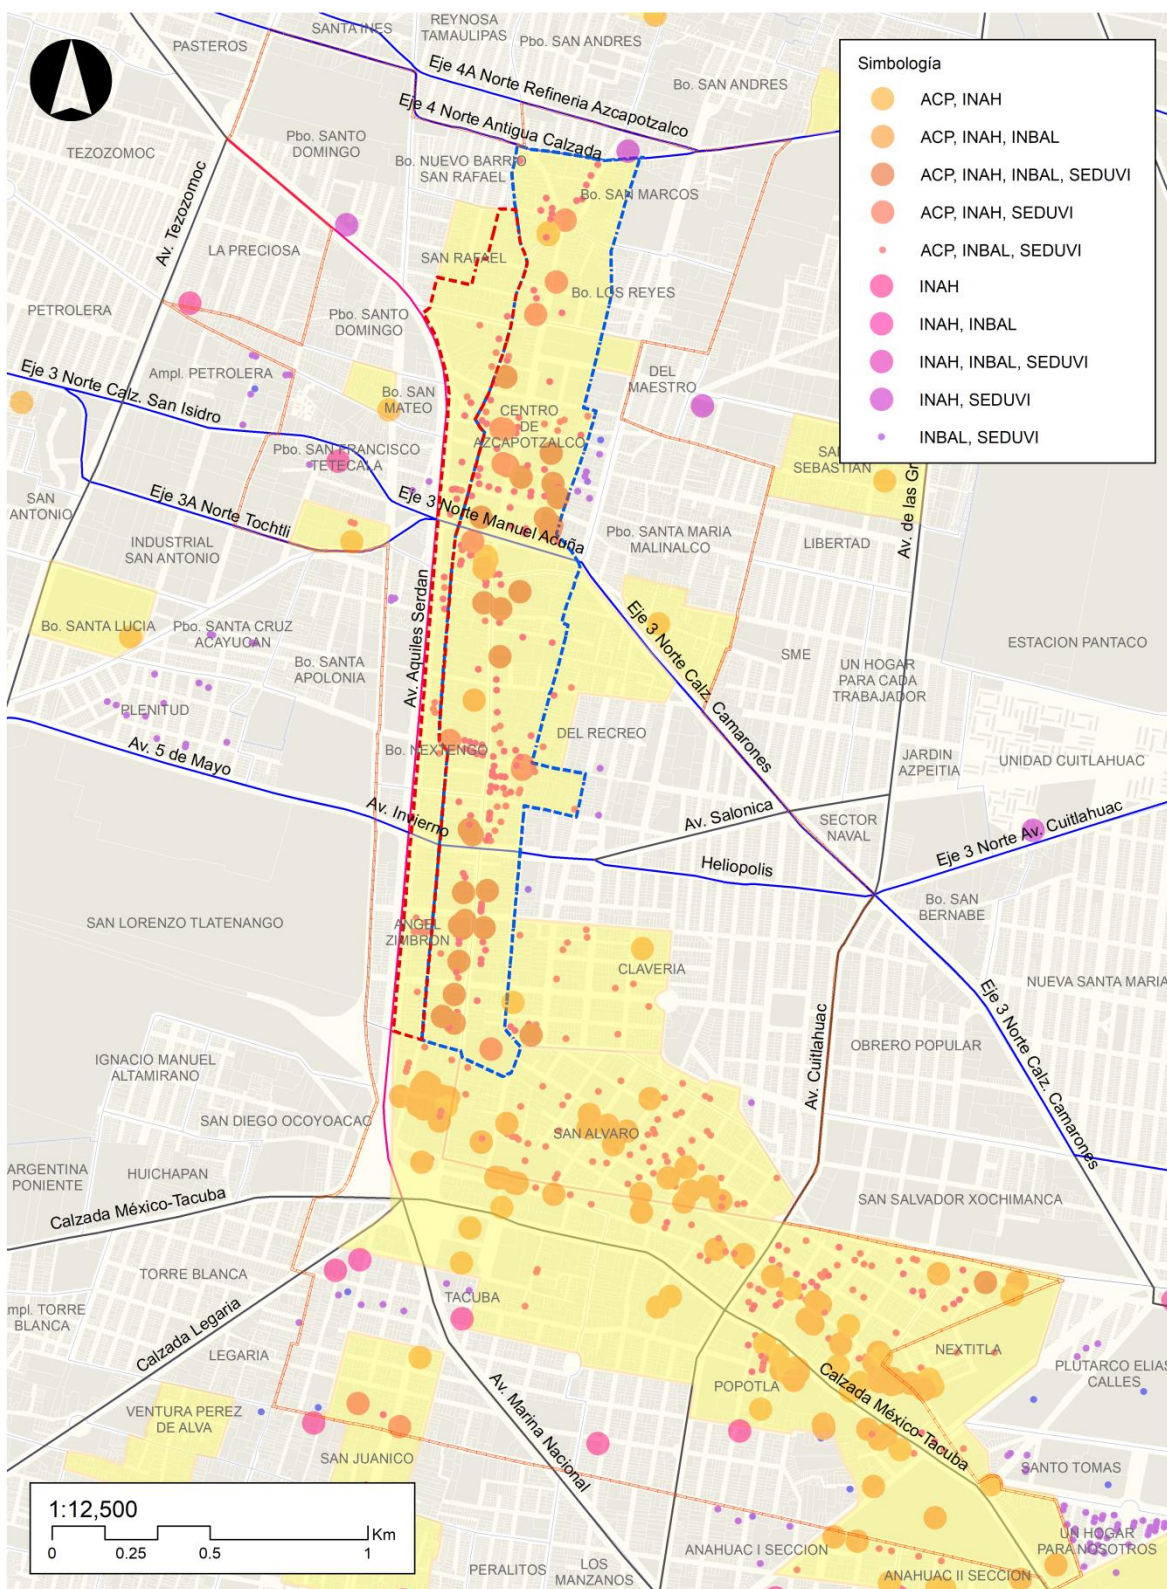 SANTA INES
REYNOSA
TAMAULIPAS
Pbo. SAN ANDRES
PASTEROS
Eje 4A Norte Refineria Azcapotzalco
Bo. SAN ANDRES
Eje 4 Norte Antigua Calzada
Pbo. SANTO
DOMINGO
TEZOZOMOC
Bo. NUEVO BARRIO
SAN RAFAEL
Bo. SAN MARCOS
Av. Tezozomoc
LA PRECIOSA
SAN RAFAEL
Bo. LOS REYES
PETROLERA
Pbo. SANTO
DOMINGO
Ampl. PETROLERA
DEL
MAESTRO
Eje 3 Norte Calz. San Isidro
Bo. SAN
MATEO
CENTRO
DE
AZCAPOTZALCO
Pbo. SAN FRANCISCO
TETECALA
SAN
SEBASTIAN
SAN
ANTONIO
Eje 3A Norte Tochtli
Eje 3 Norte Manuel Acuña
Av. de las Gr
INDUSTRIAL
SAN ANTONIO
Pbo. SANTA MARIA
MALINALCO
LIBERTAD
Av. Aquiles Serdan
Bo. SANTA LUCIA
Pbo. SANTA CRUZ
ACAYUCAN
Bo. SANTA
APOLONIA
Eje 3 Norte Calz. Camarones
SME
ESTACION PANTACO
UN HOGAR
PARA CADA
TRABAJADOR
PLENITUD
Av. 5 de Mayo
Bo. NEXTENGO
DEL RECREO
JARDIN
AZPEITIA
UNIDAD CUITLAHUAC
Av. Invierno
Av. Salonica
SECTOR
NAVAL
Eje 3 Norte Av. Cuitlahuac
Heliopolis
Bo. SAN
BERNABE
SAN LORENZO TLATENANGO
ANGEL
ZIMBRON
CLAVERIA
NUEVA SANTA MARIA
Eje 3 Norte Calz. Camarones
Av. Cuitlahuac
OBRERO POPULAR
IGNACIO MANUEL
ALTAMIRANO
SAN DIEGO OCOYOACAC
SAN ALVARO
ARGENTINA
PONIENTE
HUICHAPAN
Calzada México-Tacuba
SAN SALVADOR XOCHIMANCA
TORRE BLANCA
mpl. TORRE
BLANCA
TACUBA
Calzada Legaria
LEGARIA
NEXTITLA
PLUTARCO ELIAS
CALLES
POPOTLA
Calzada México-Tacuba
VENTURA PEREZ
DE ALVA
Av. Marina Nacional
SAN JUANICO
SANTO TOMAS
UN HOGAR
PARA NOSOTROS
ANAHUAC I SECCION
PERALITOS
LOS
MANZANOS
ANAHUAC II SECCION
Simbología
ACP, INAH
ACP, INAH, INBAL
ACP, INAH, INBAL, SEDUVI
ACP, INAH, SEDUVI
ACP, INBAL, SEDUVI
INAH
INAH, INBAL
INAH, INBAL, SEDUVI
INAH, SEDUVI
INBAL, SEDUVI
1:12,500
Km
0 0.25 0.5 1